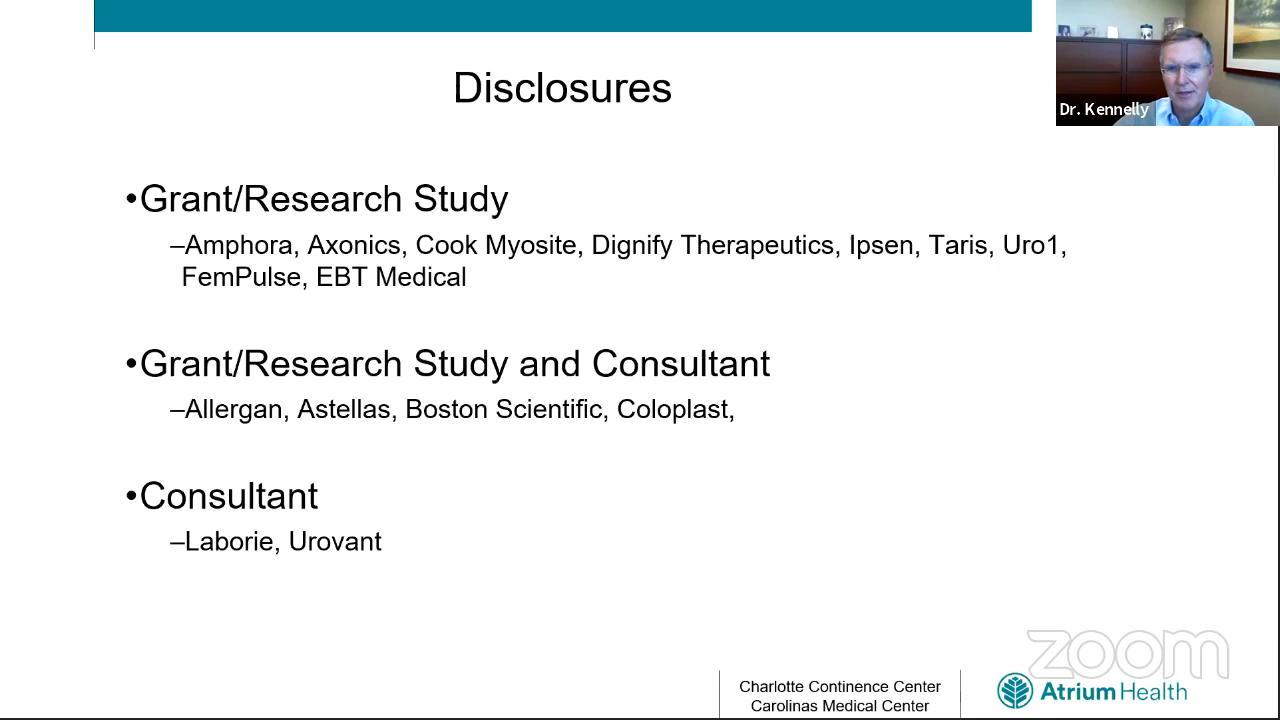 Disclosures
Dr. Kennelly
•Grant/Research Study
–Amphora, Axonics, Cook Myosite, Dignify Therapeutics, Ipsen, Taris, Uro1,
FemPulse, EBT Medical
•Grant/Research Study and Consultant
–Allergan, Astellas, Boston Scientific, Coloplast,
•Consultant
–Laborie, Urovant
zoom
Charlotte Continence Center
Carolinas Medical Center
Atrium Health